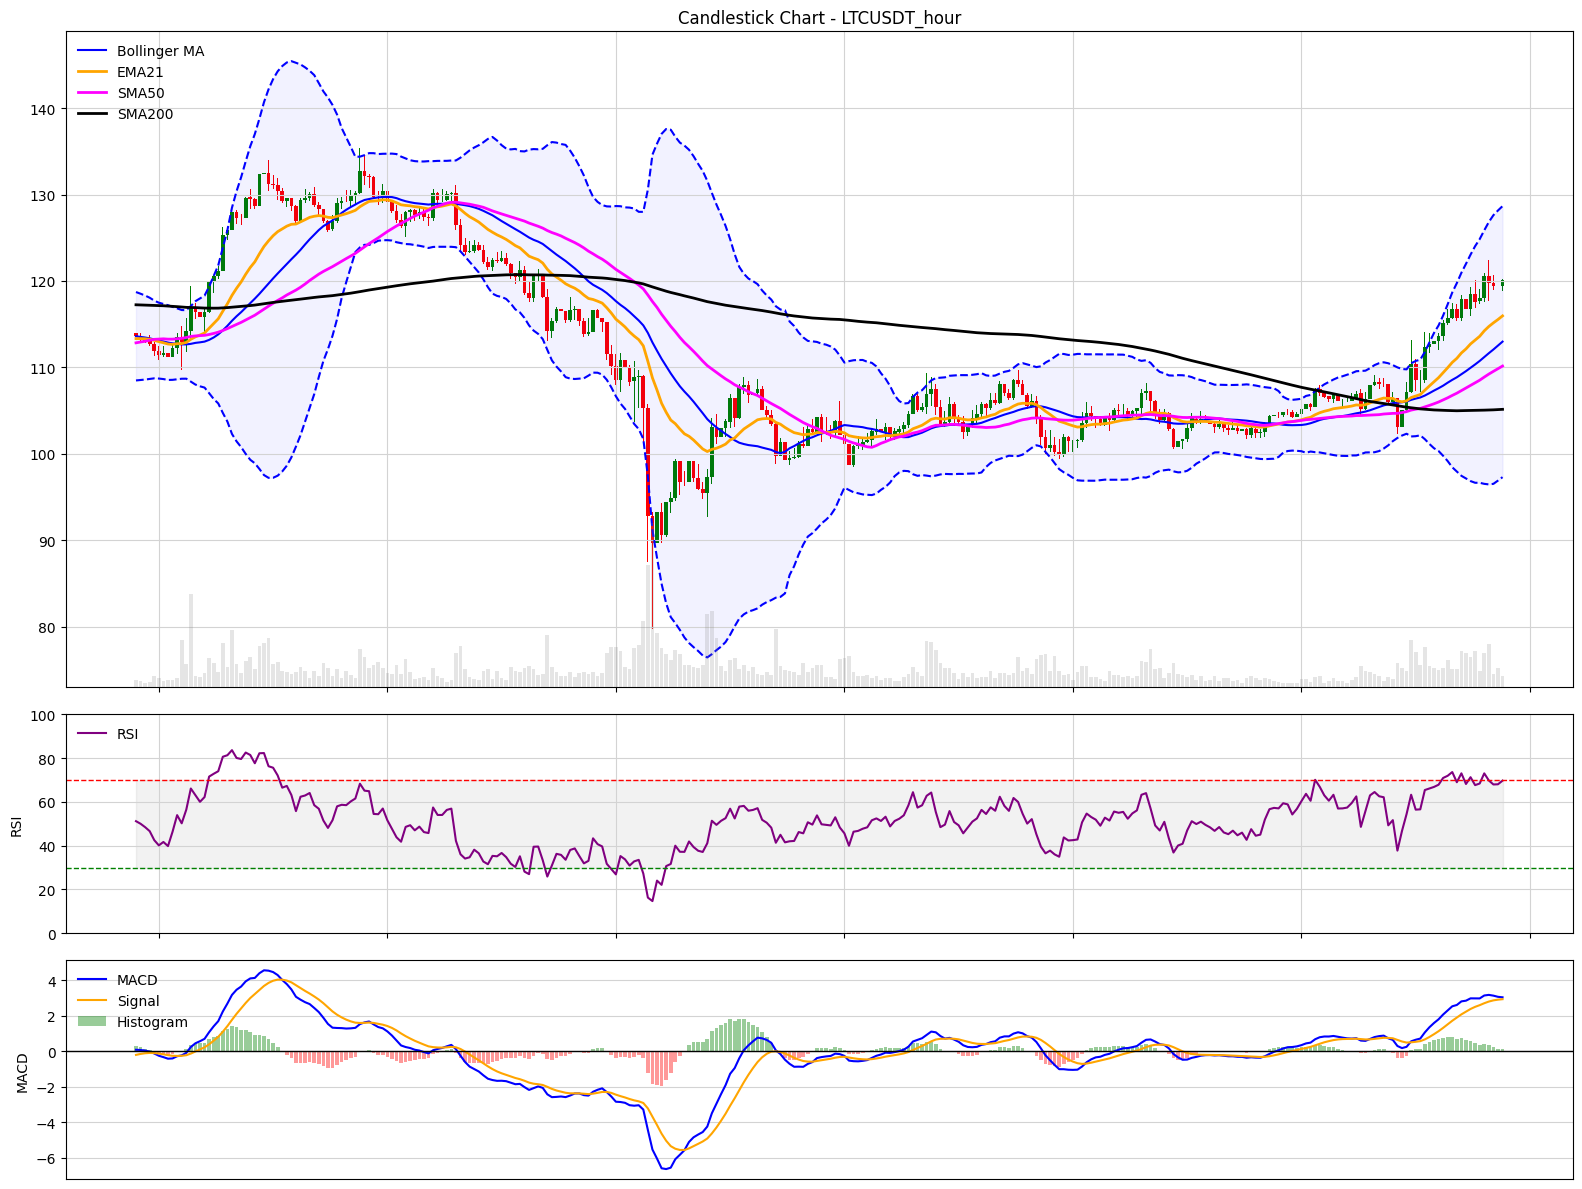 Candlestick Chart - LTCUSDT_hour
Bollinger MA
EMA21
SMA50
SMA200
140
130
120
110
100
90
80
100
80
60
40
20
0
RSI
RSI
4
2
0
−2
−4
−6
MACD
MACD
Signal
Histogram